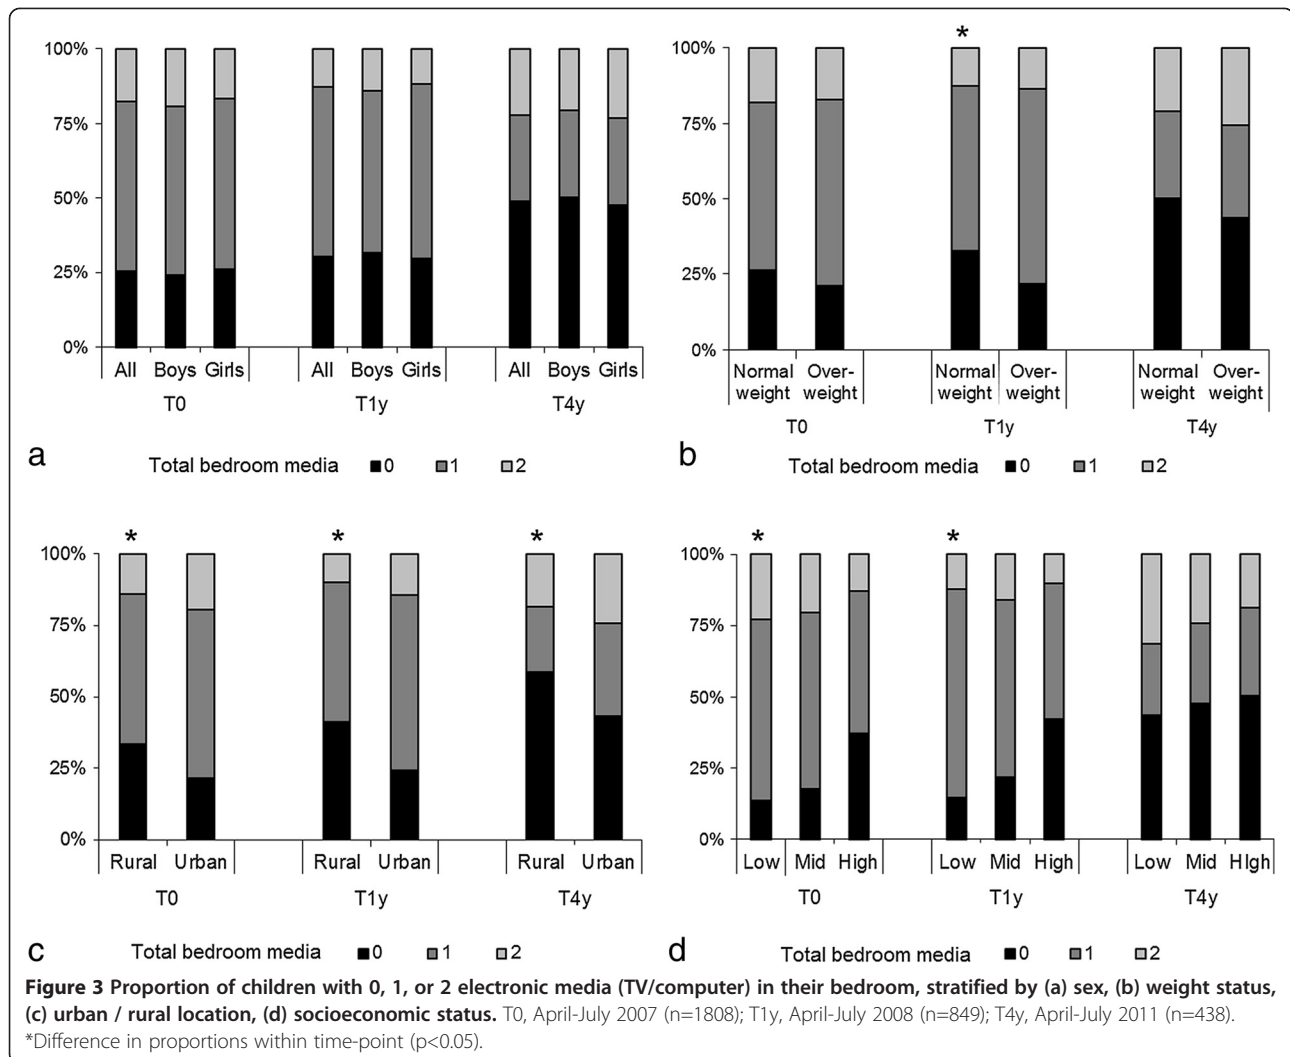 100%
75%
50%
25%
0%
All Boys Girls All Boys Girls All Boys Girls
T0 T1y T4y
a Total bedroom media 0 1 2
*
100%
75%
50%
25%
0%
Normal Over- Normal Over- Normal Over-
weight weight weight weight weight weight
T0 T1y T4y
b Total bedroom media 0 1 2
* * *
100%
75%
50%
25%
0%
Rural Urban Rural Urban Rural Urban
T0 T1y T4y
c Total bedroom media 0 1 2
* *
100%
75%
50%
25%
0%
Low Mid High Low Mid High Low Mid HIgh
T0 T1y T4y
d Total bedroom media 0 1 2
Figure 3 Proportion of children with 0, 1, or 2 electronic media (TV/computer) in their bedroom, stratified by (a) sex, (b) weight status,
(c) urban / rural location, (d) socioeconomic status. T0, April-July 2007 (n=1808); T1y, April-July 2008 (n=849); T4y, April-July 2011 (n=438).
*Difference in proportions within time-point (p<0.05).